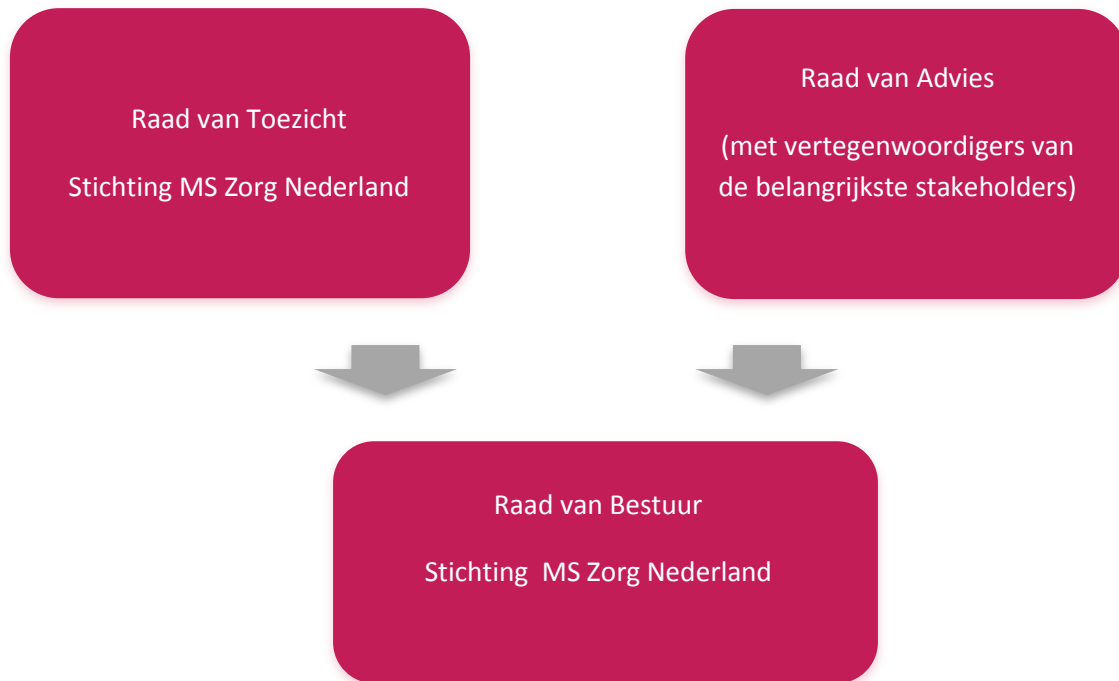 Raad van Toezicht
Stichting MS Zorg Nederland
Raad van Advies
(met vertegenwoordigers van
de belangrijkste stakeholders)
Raad van Bestuur
Stichting  MS Zorg Nederland